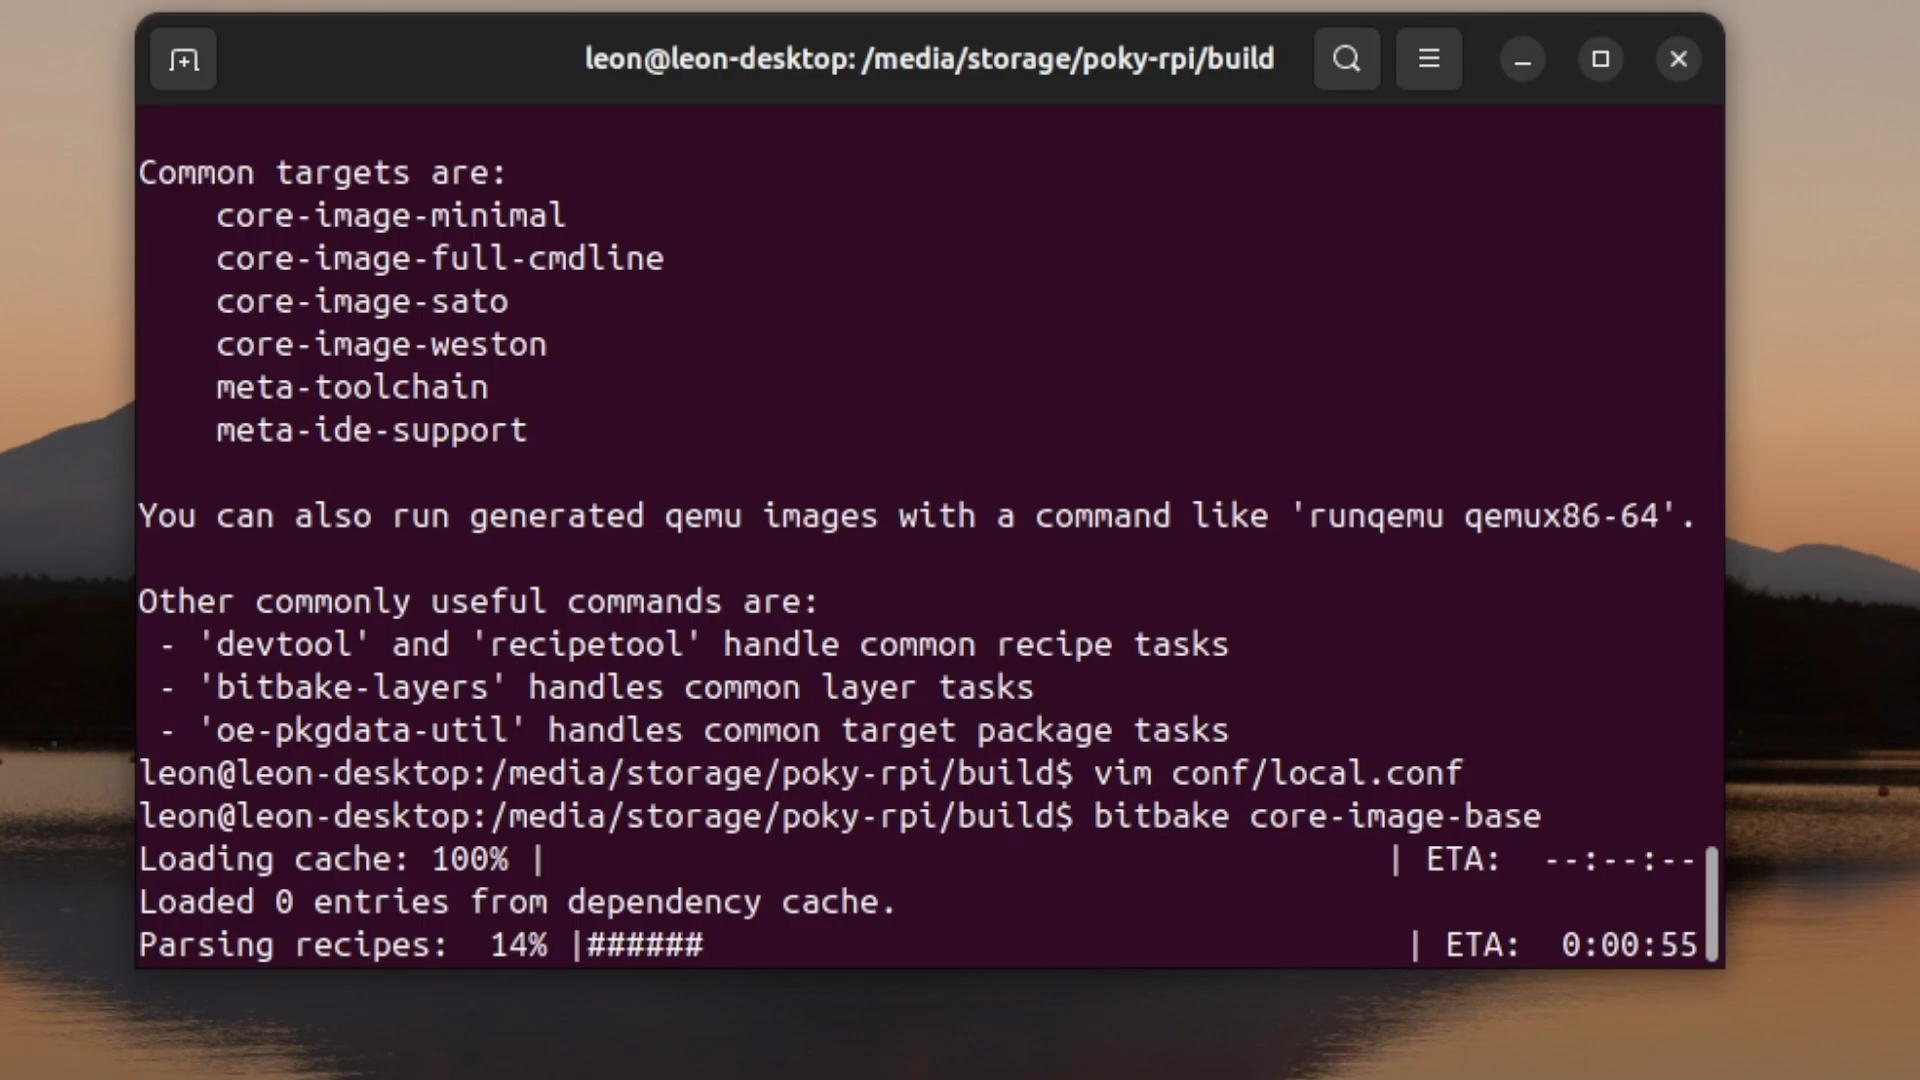 leon@leon-desktop: /media/storage/poky-rpi/build
Common targets are:
    core-image-minimal
    core-image-full-cmdline
    core-image-sato
    core-image-weston
    meta-toolchain
    meta-ide-support
You can also run generated qemu images with a command like 'runqemu qemux86-64'.
Other commonly useful commands are:
 - 'devtool' and 'recipetool' handle common recipe tasks
 - 'bitbake-layers' handles common layer tasks
 - 'oe-pkgdata-util' handles common target package tasks
leon@leon-desktop:/media/storage/poky-rpi/build$ vim conf/local.conf
leon@leon-desktop:/media/storage/poky-rpi/build$ bitbake core-image-base
Loading cache: 100% |                                            | ETA:  --:--:--
Loaded 0 entries from dependency cache.
Parsing recipes:  14% |######                                    | ETA:  0:00:55